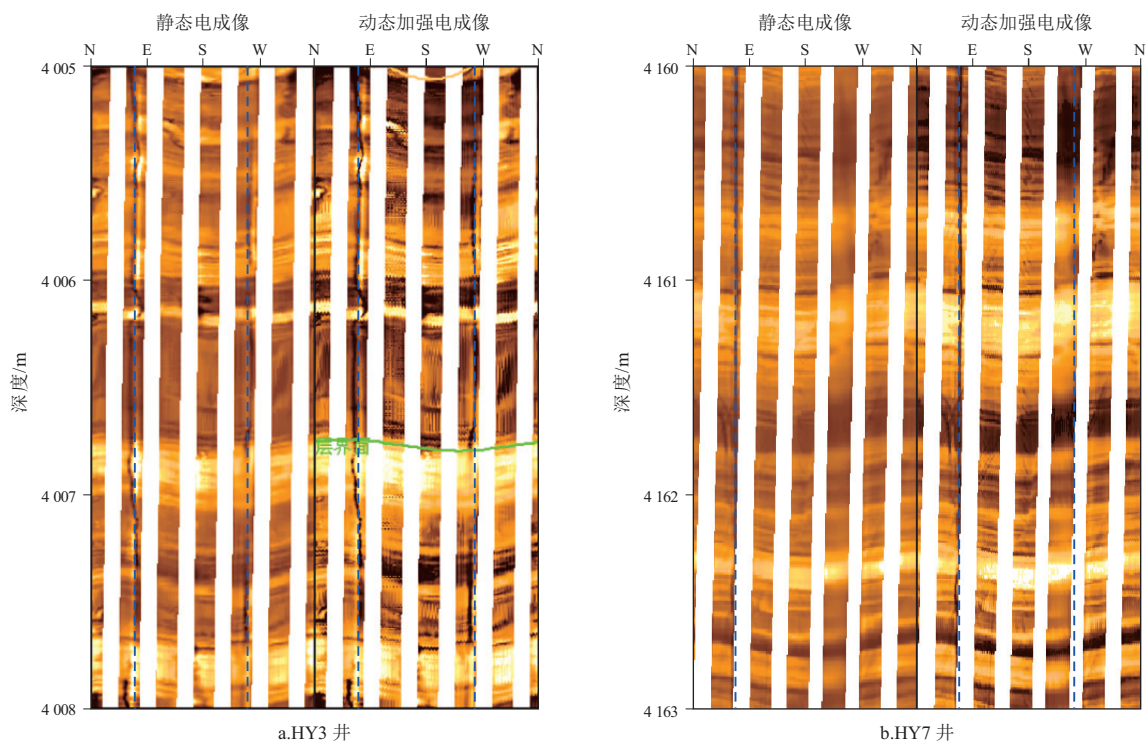 静态电成像 动态加强电成像
N E S W N E S W N
4 005
4 006
4 007
4 008
深度/m
层界面
a.HY3 井
静态电成像 动态加强电成像
N E S W N E S W N
4 160
4 161
4 162
4 163
深度/m
b.HY7 井